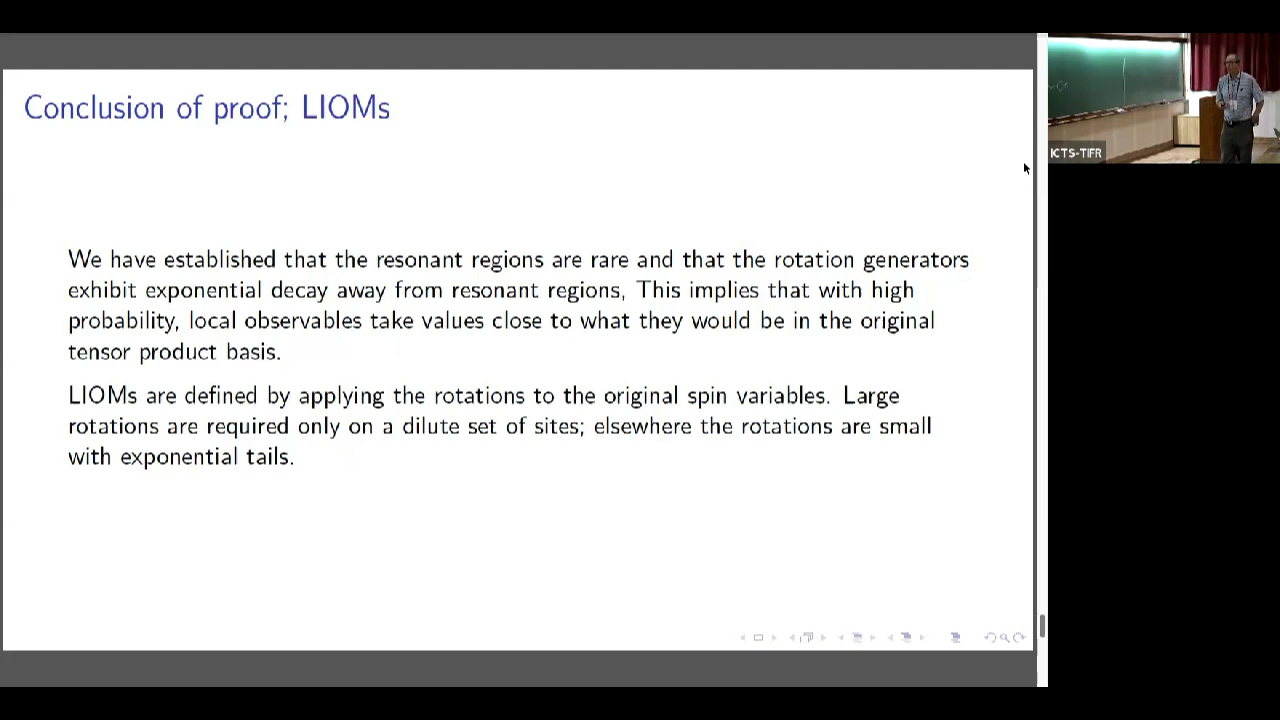 Conclusion of proof; LIOMs
We have established that the resonant regions are rare and that the rotation generators
exhibit exponential decay away from resonant regions, This implies that with high
probability, local observables take values close to what they would be in the original
tensor product basis.
LIOMs are defined by applying the rotations to the original spin variables. Large
rotations are required only on a dilute set of sites; elsewhere the rotations are small
with exponential tails.
ICTS-TIFR